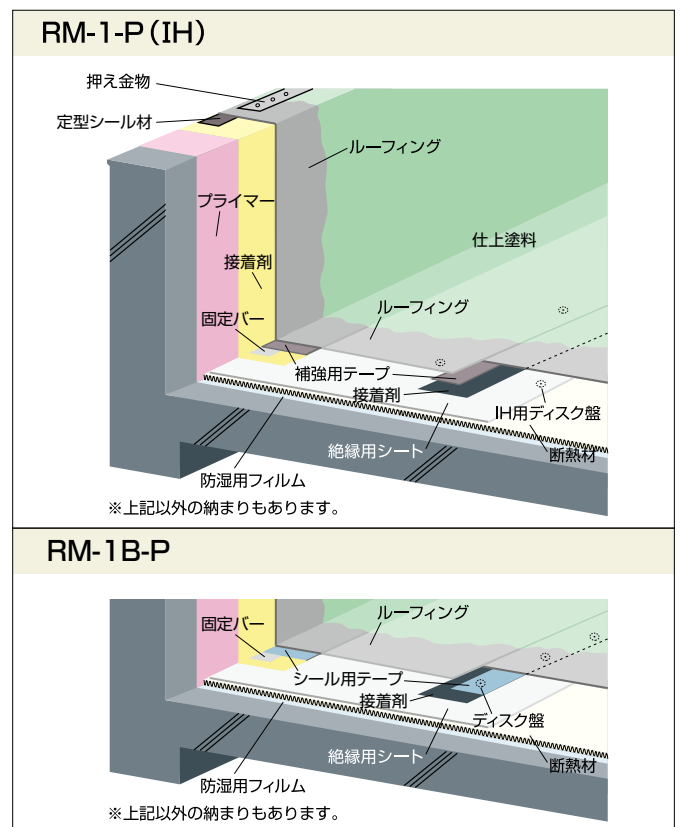 RM-1-P(IH)
押え金物
定型シール材
ルーフィング
プライマー
仕上塗料
接着剤
ルーフィング
固定バー
補強用テープ
接着剤
IH用ディスク盤
絶縁用シート
断熱材
防湿用フィルム
※上記以外の納まりもあります。
RM-1B-P
ルーフィング
固定バー
シール用テープ
接着剤
ディスク盤
絶縁用シート
断熱材
防湿用フィルム
※上記以外の納まりもあります。